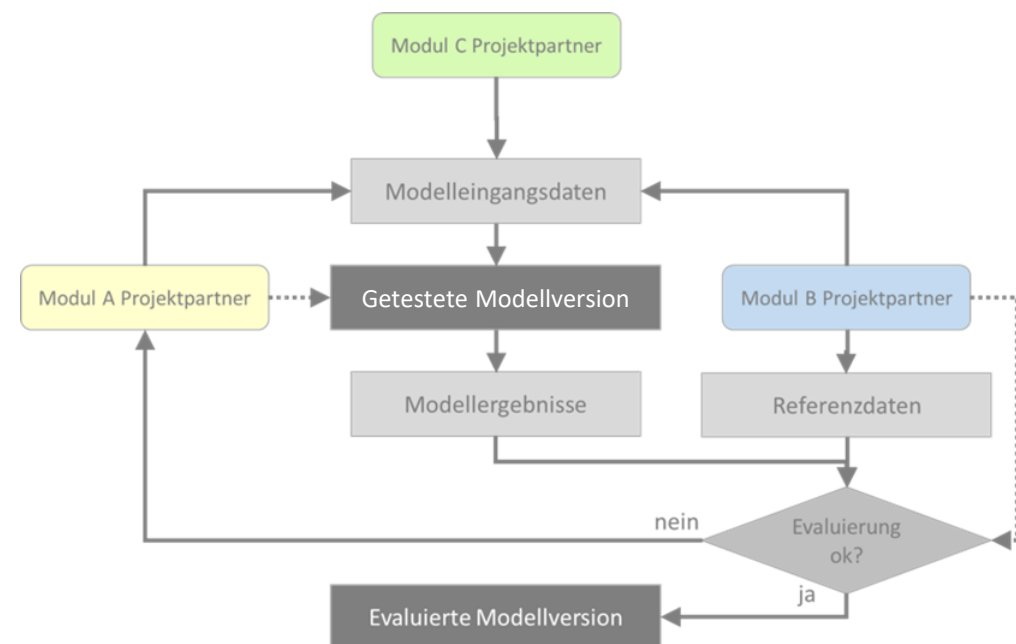 Modul C Projektpartner
Modelleingangsdaten
Modul A Projektpartner
Getestete Modellversion
Modul B Projektpartner
Modellergebnisse
Referenzdaten
nein
Evaluierung
ok?
ja
Evaluierte Modellversion